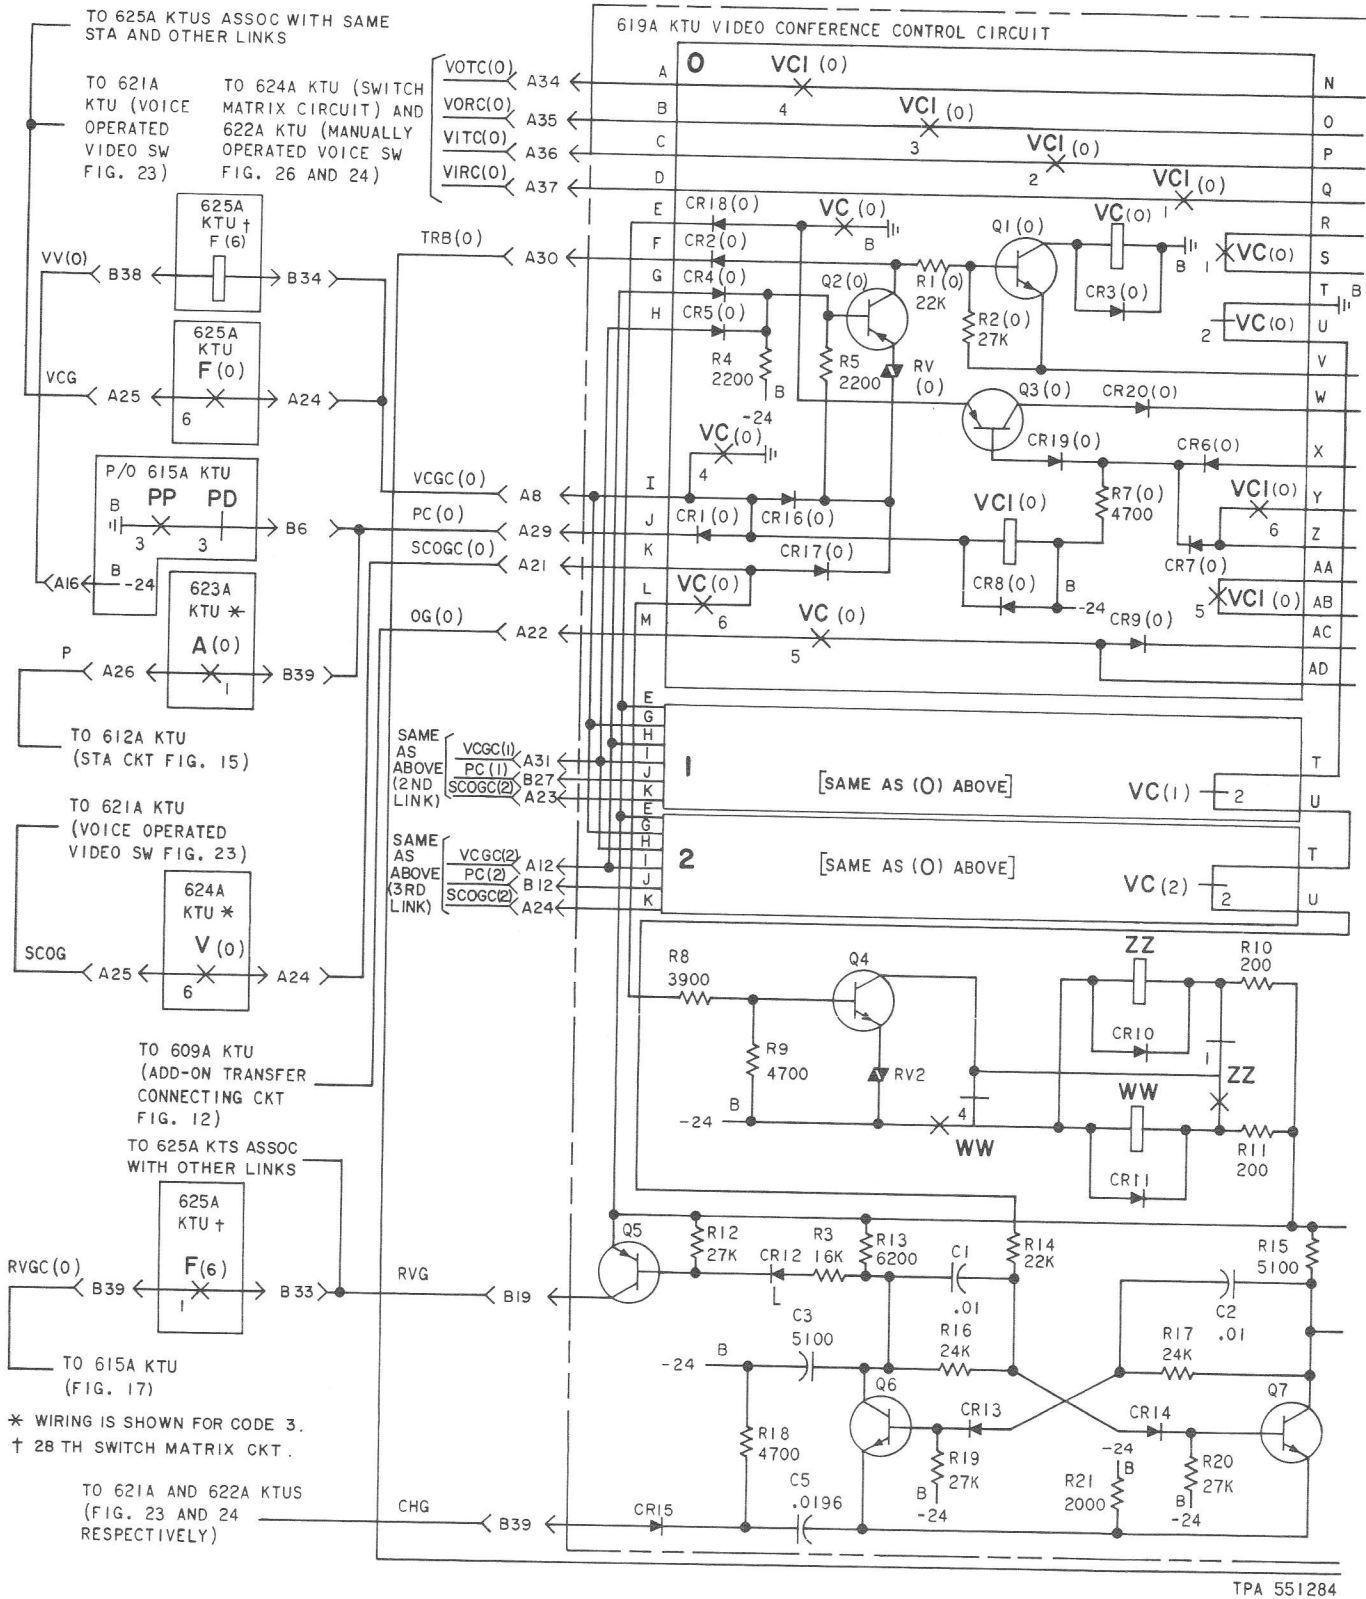 TO 625A KTUS ASSOC WITH SAME
STA AND OTHER LINKS
619A KTU VIDEO CONFERENCE CONTROL CIRCUIT
TO 621A
KTU (VOICE
OPERATED
VIDEO SW
FIG. 23)
TO 624A KTU (SWITCH
MATRIX CIRCUIT) AND
622A KTU (MANUALLY
OPERATED VOICE SW
FIG. 26 AND 24)
VOTC(0) A34 A
VORC(0) A35 B
VITC(0) A36 C
VIRC(0) A37 D
0
VCI (0) 4 N
VCI (0) 3 O
VCI (0) 2 P
VCI (0) 1 Q
E CR18(0) VC (0) B
F CR2(0)
G CR4(0)
H CR5(0)
Q1(0) VC(0) B CR3(0)
R
VC(0) 1 S
T B
VC(0) 2 U
V
Q2(0) R1(0) 22K
R2(0) 27K
R4 2200 B -24
R5 2200
RV (0)
Q3(0) CR20(0) W
CR19(0) CR6(0) X
R7(0) 4700
VCI(0) 6 Y
CR7(0) Z
AA
5 VCI(0) AB
AC
AD
625A
KTU †
F(6)
VV(0) B38 B34
TRB(0) A30
625A
KTU
F(0)
6
VCG A25 A24
P/O 615A KTU
B PP PD
3 3
B6
A16 B -24
623A
KTU *
A(0)
1
P A26 B39
VCGC(0) A8 I
PC(0) A29 J
SCOGC(0) A21 K
L
OG(0) A22 M
VC(0) 4
CR1(0) CR16(0) VCI(0)
CR17(0)
CR8(0) B -24
VC(0) 6
VC (0) 5
CR9(0)
TO 612A KTU
(STA CKT FIG. 15)
SAME
AS
ABOVE
(2ND
LINK)
VCGC(1) A31
PC(1) B27
SCOGC(2) A23
E
G
H
I
J
K
1
[SAME AS (0) ABOVE]
VC(1) 2
T
U
TO 621A KTU
(VOICE OPERATED
VIDEO SW FIG. 23)
SAME
AS
ABOVE
(3RD
LINK)
VCGC(2) A12
PC(2) B12
SCOGC(2) A24
E
G
H
I
J
K
2
[SAME AS (0) ABOVE]
VC(2) 2
T
U
624A
KTU *
V(0)
6
SCOG A25 A24
R8
3900
Q4
ZZ
R10
200
R9
4700
RV2
CR10
1
ZZ
-24 B
4
WW
WW
R11
200
CR11
TO 609A KTU
(ADD-ON TRANSFER
CONNECTING CKT
FIG. 12)
TO 625A KTS ASSOC
WITH OTHER LINKS
625A
KTU †
F(6)
1
RVGC(0) B39 B33 RVG B19
Q5
R12
27K
CR12
L
R3
16K
R13
6200
C1
.01
R14
22K
R15
5100
C2
.01
C3
5100
B
-24
R16
24K
R17
24K
TO 615A KTU
(FIG. 17)
Q6
CR13
CR14
Q7
* WIRING IS SHOWN FOR CODE 3.
† 28 TH SWITCH MATRIX CKT.
R18
4700
R19
27K
B
-24
-24
B
R21
2000
R20
27K
B
-24
TO 621A AND 622A KTUS
(FIG. 23 AND 24
RESPECTIVELY)
CHG B39 CR15
C5
.0196
TPA 551284